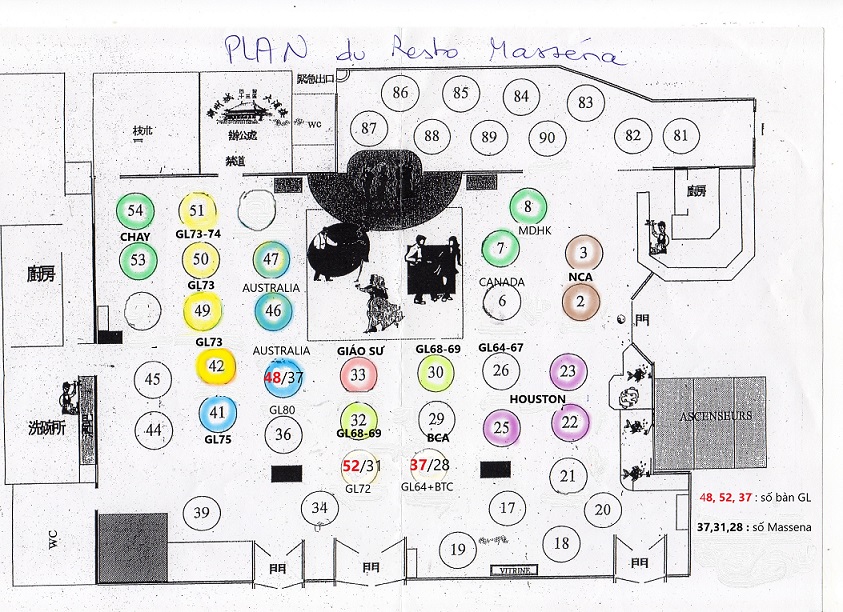 PLAN du Resto Masséna
緊急出口
86
85
84
83
枝北
辦公處
禁道
WC
87
88
89
90
82
81
廚房
54
51
8
CHAY
GL73-74
MDHK
53
50
47
7
3
廚房
GL73
AUSTRALIA
CANADA
NCA
49
46
6
2
門
GL73
AUSTRALIA
GIÁO SƯ
GL68-69
GL64-67
42
48/37
33
30
26
23
45
HOUSTON
41
GL80
32
29
25
22
ASCENSEURS
44
GL75
36
GL68-69
BCA
52/31
37/28
21
GL72
GL64+BTC
48, 52, 37 : số bàn GL
39
34
17
20
37,31,28 : số Massena
WC
19
18
門
門
門
VITRINE